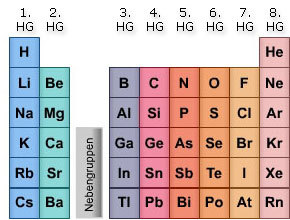 1. 2. 3. 4. 5. 6. 7. 8.
HG HG HG HG HG HG HG HG
H He
Li Be B C N O F Ne
Na Mg Al Si P S Cl Ar
K Ca Ga Ge As Se Br Kr
Rb Sr In Sn Sb Te I Xe
Cs Ba Tl Pb Bi Po At Rn
Nebengruppen